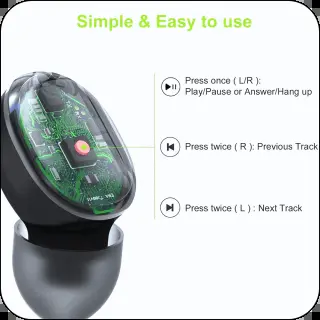 Simple & Easy to use
Press once ( L/R ):
Play/Pause or Answer/Hang up
Press twice ( R ): Previous Track
Press twice ( L ) : Next Track